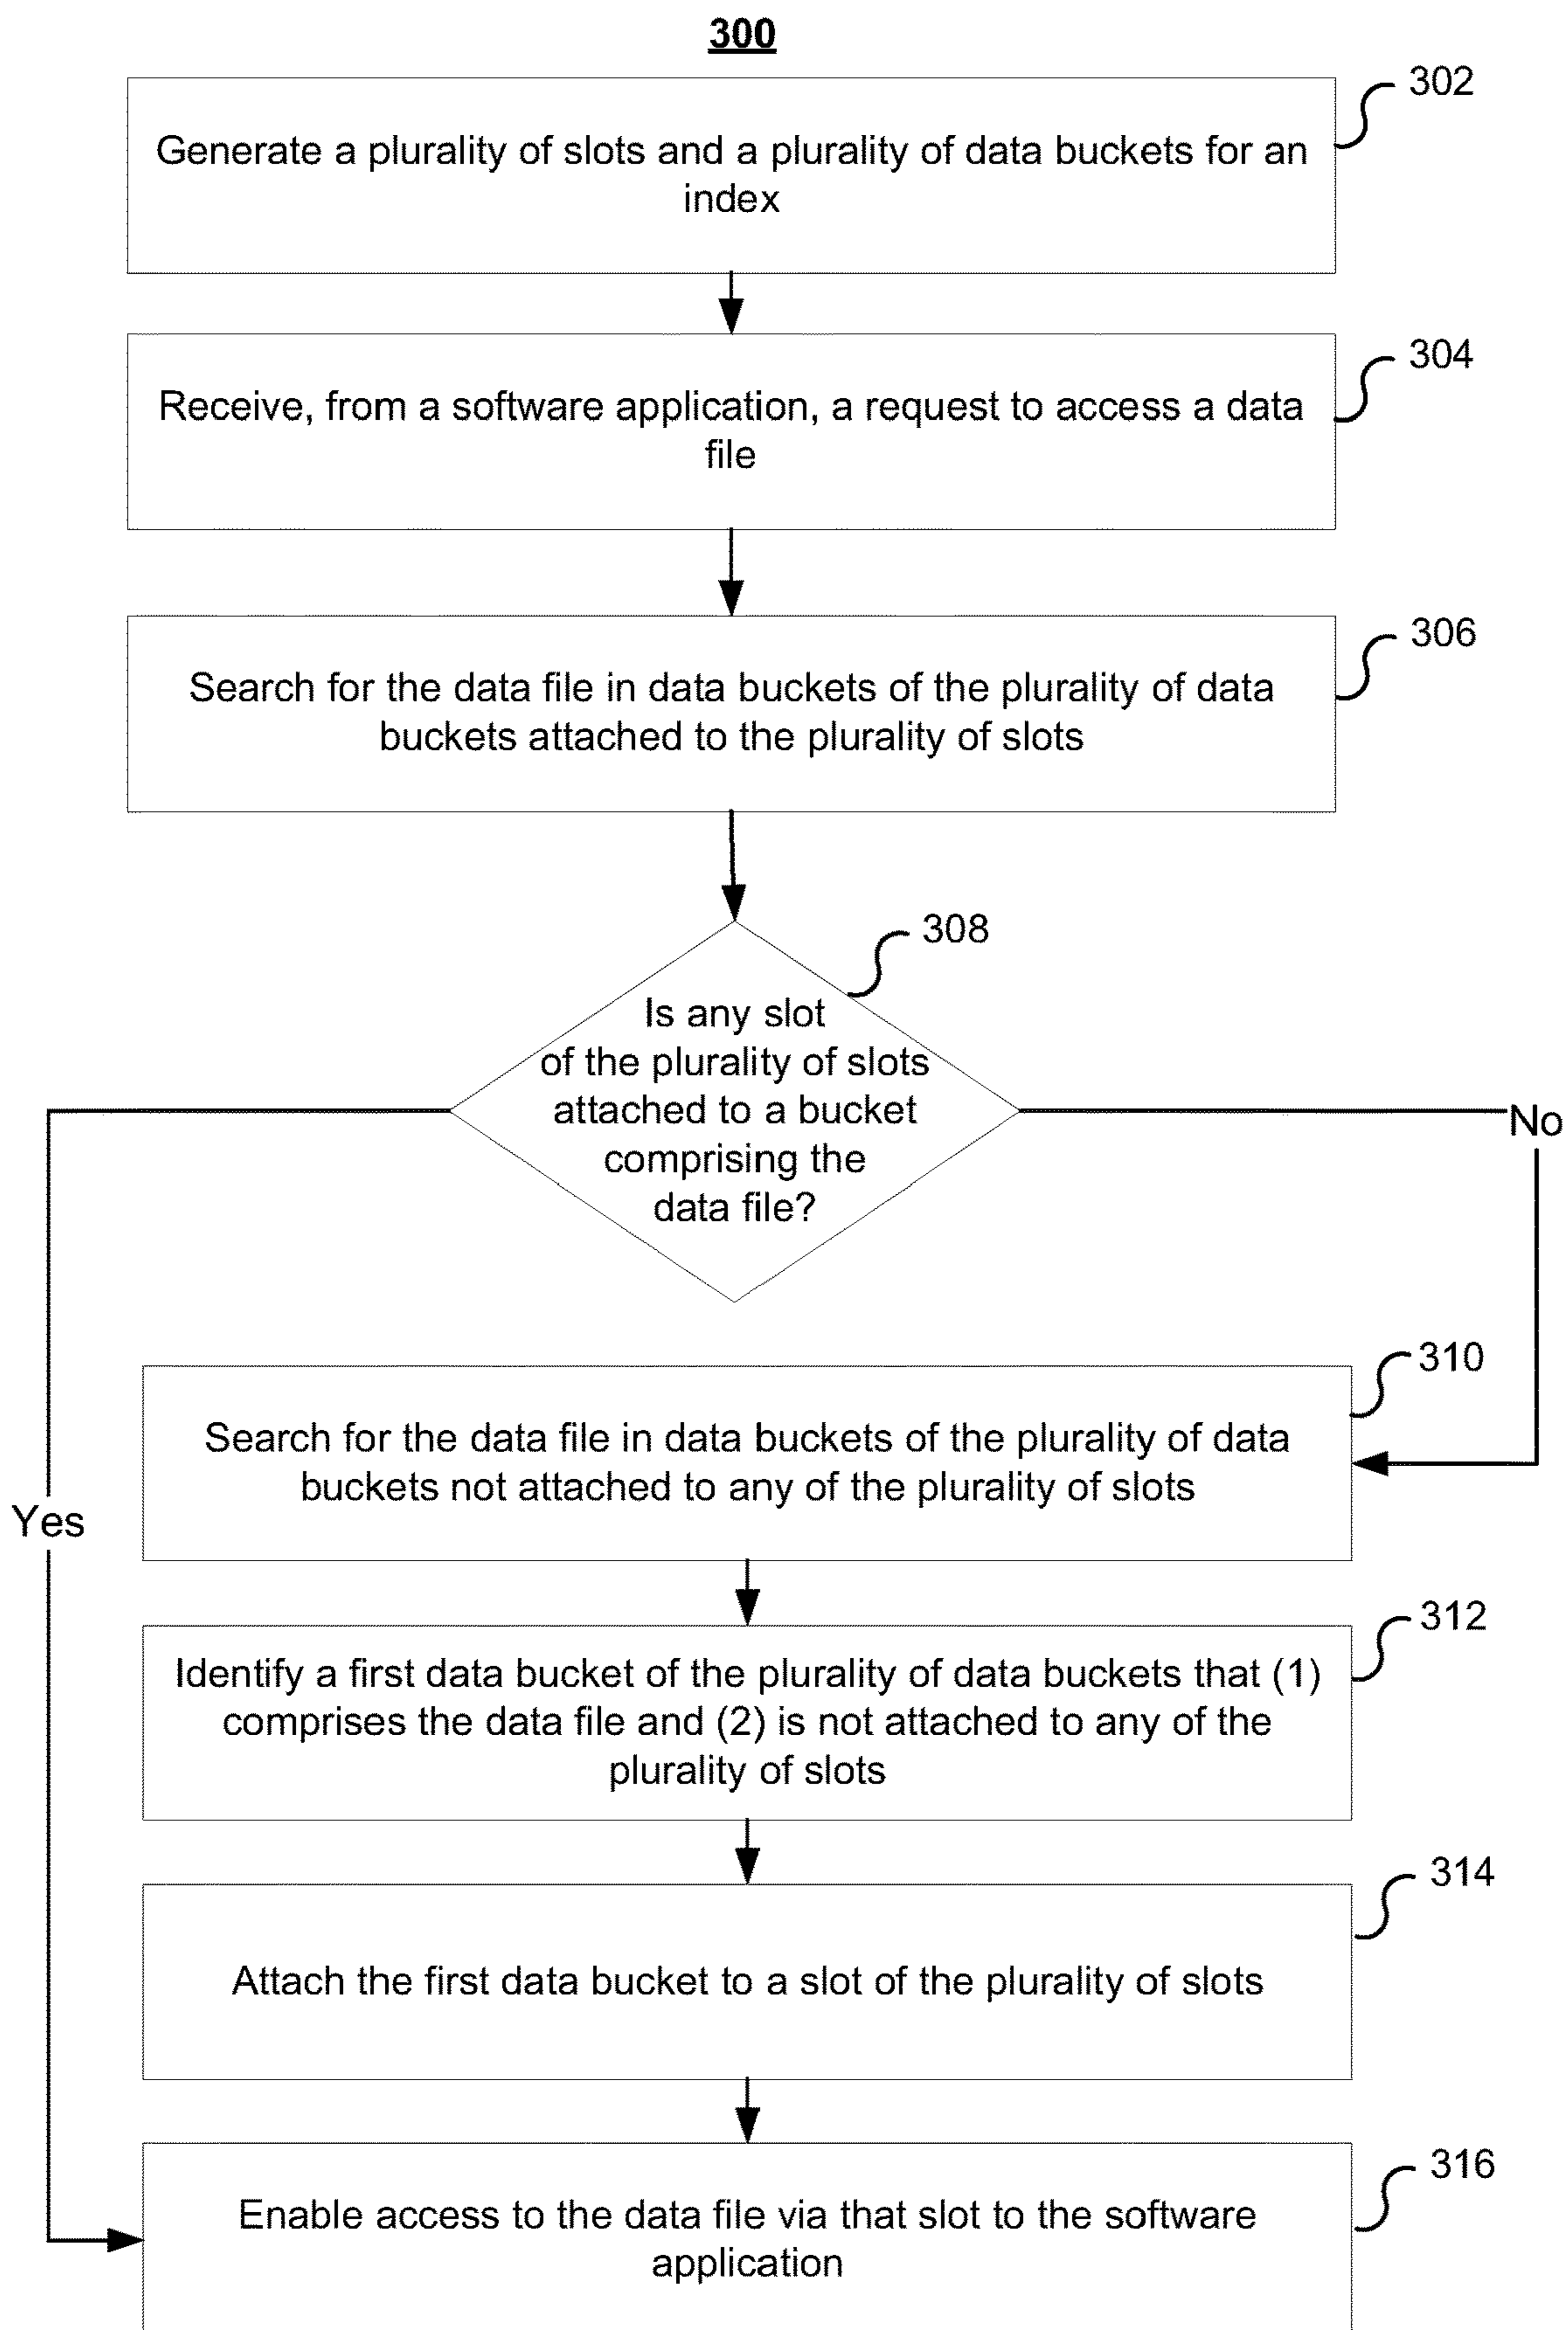 300
302
Generate a plurality of slots and a plurality of data buckets for an
index
304
Receive, from a software application, a request to access a data
file
306
Search for the data file in data buckets of the plurality of data
buckets attached to the plurality of slots
308
Is any slot
of the plurality of slots
attached to a bucket
comprising the
data file?
No
Yes
310
Search for the data file in data buckets of the plurality of data
buckets not attached to any of the plurality of slots
312
Identify a first data bucket of the plurality of data buckets that (1)
comprises the data file and (2) is not attached to any of the
plurality of slots
314
Attach the first data bucket to a slot of the plurality of slots
316
Enable access to the data file via that slot to the software
application